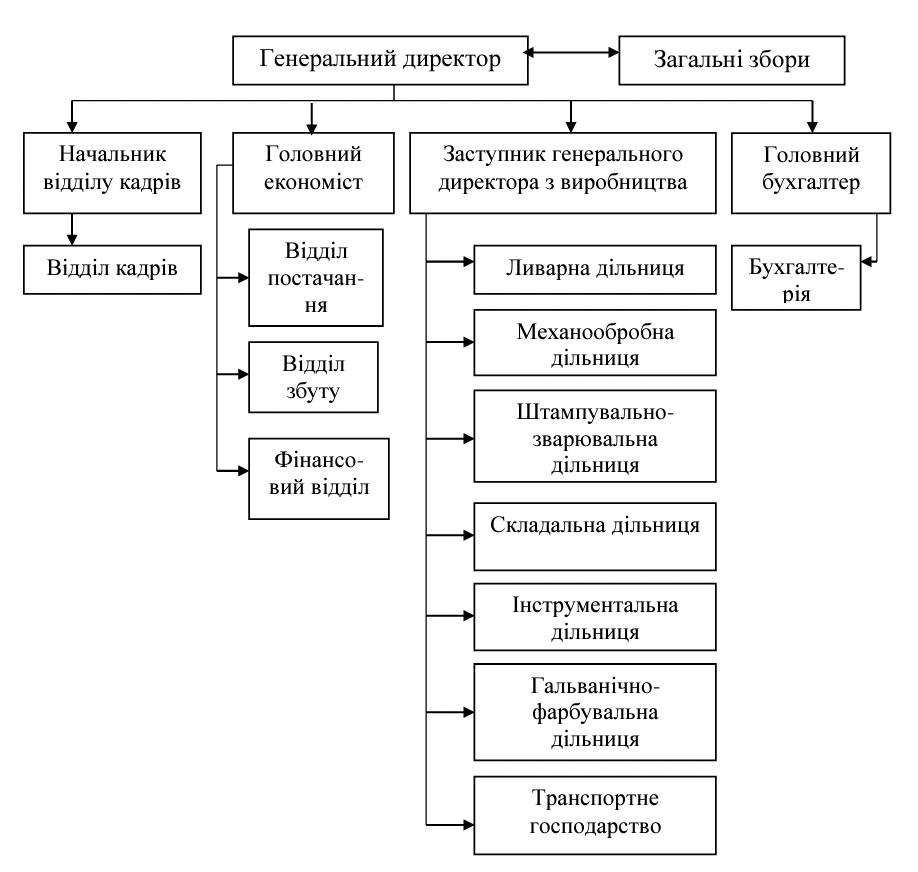 Генеральний директор
Загальні збори
Начальник
відділу кадрів
Головний
економіст
Заступник генерального
директора з виробництва
Головний
бухгалтер
Відділ кадрів
Відділ
постачан-
ня
Відділ
збуту
Фінансо-
вий відділ
Ливарна дільниця
Механообробна
дільниця
Штампувально-
зварювальна
дільниця
Складальна дільниця
Інструментальна
дільниця
Гальванічно-
фарбувальна
дільниця
Транспортне
господарство
Бухгалте-
рія